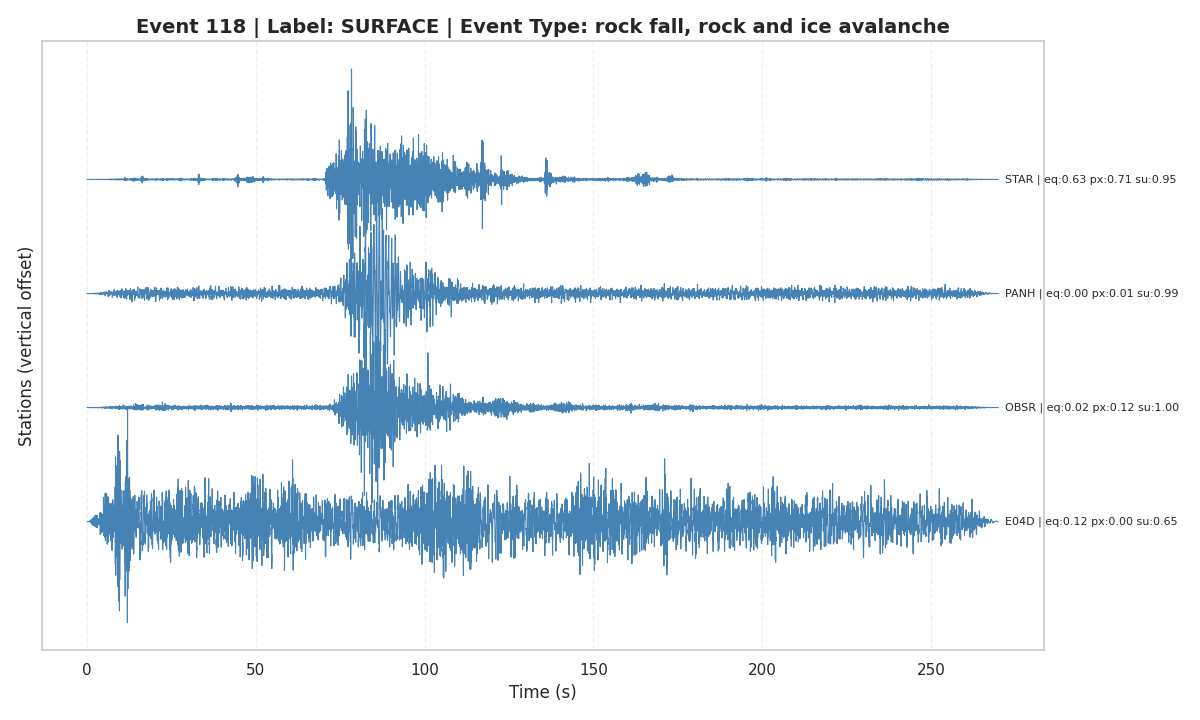 Event 118 | Label: SURFACE | Event Type: rock fall, rock and ice avalanche
Stations (vertical offset)
STAR | eq:0.63 px:0.71 su:0.95
PANH | eq:0.00 px:0.01 su:0.99
OBSR | eq:0.02 px:0.12 su:1.00
E04D | eq:0.12 px:0.00 su:0.65
0 50 100 150 200 250
Time (s)